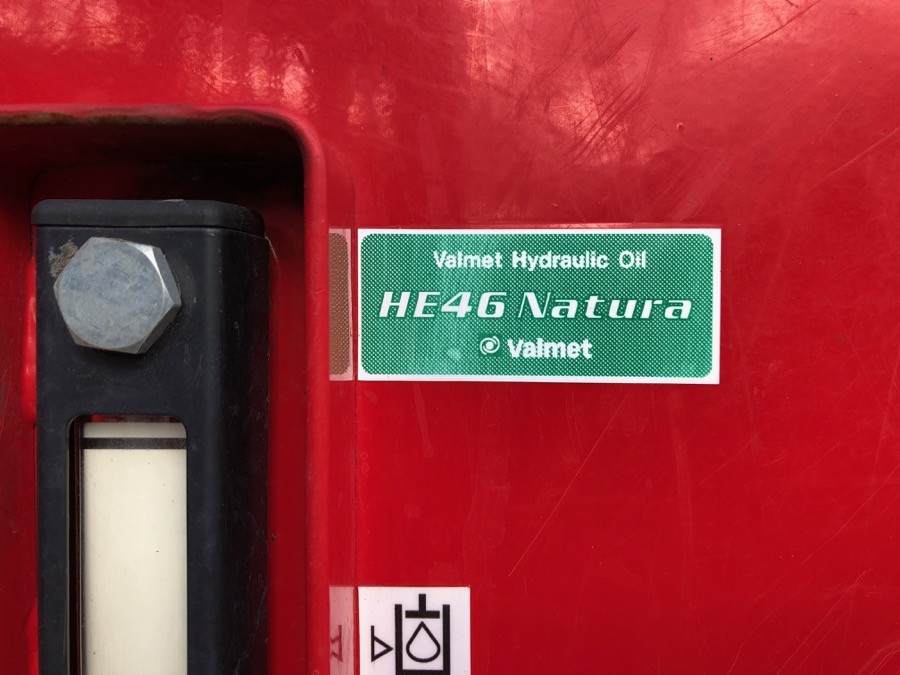 Valmet Hydraulic Oil
HE46 Natura
Valmet